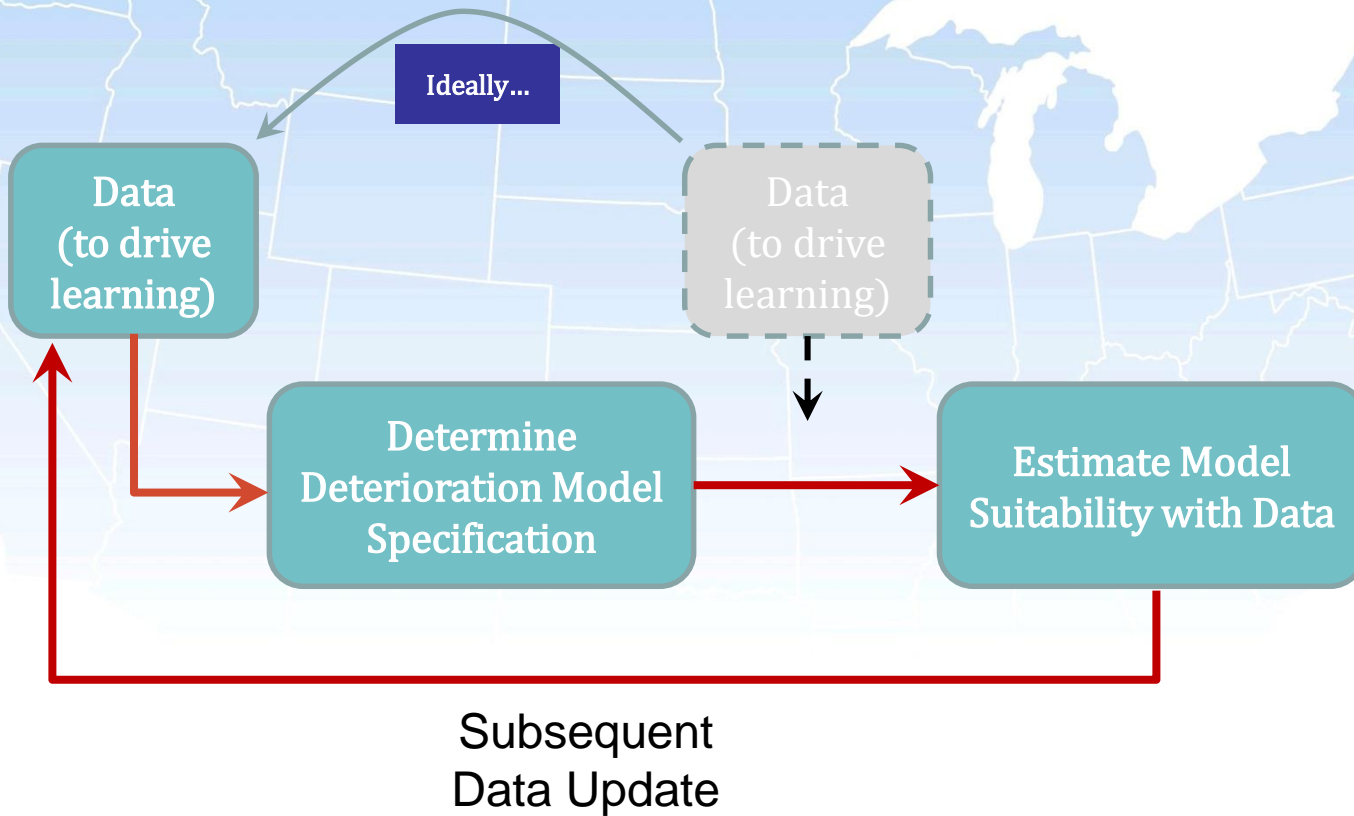 Ideally...
Data
(to drive
learning)
Data
(to drive
learning)
Determine
Deterioration Model
Specification
Estimate Model
Suitability with Data
Subsequent
Data Update